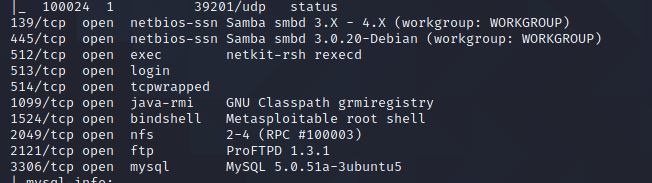 |_  100024  1          39201/udp   status
139/tcp  open  netbios-ssn Samba smbd 3.X - 4.X (workgroup: WORKGROUP)
445/tcp  open  netbios-ssn Samba smbd 3.0.20-Debian (workgroup: WORKGROUP)
512/tcp  open  exec        netkit-rsh rexecd
513/tcp  open  login
514/tcp  open  tcpwrapped
1099/tcp open  java-rmi    GNU Classpath grmiregistry
1524/tcp open  bindshell   Metasploitable root shell
2049/tcp open  nfs         2-4 (RPC #100003)
2121/tcp open  ftp         ProFTPD 1.3.1
3306/tcp open  mysql       MySQL 5.0.51a-3ubuntu5
| mysql-info: